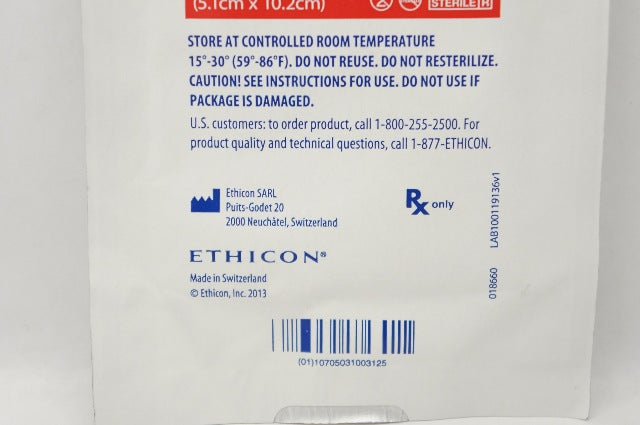 (5.1cm x 10.2cm)
STERILE R
STORE AT CONTROLLED ROOM TEMPERATURE
15°-30° (59°-86°F). DO NOT REUSE. DO NOT RESTERILIZE.
CAUTION! SEE INSTRUCTIONS FOR USE. DO NOT USE IF
PACKAGE IS DAMAGED.
U.S. customers: to order product, call 1-800-255-2500. For
product quality and technical questions, call 1-877-ETHICON.
Ethicon SARL
Puits-Godet 20
2000 Neuchâtel, Switzerland
Rx only
ETHICON®
Made in Switzerland
© Ethicon, Inc. 2013
018660 LAB100119136v1
(01)10705031003125